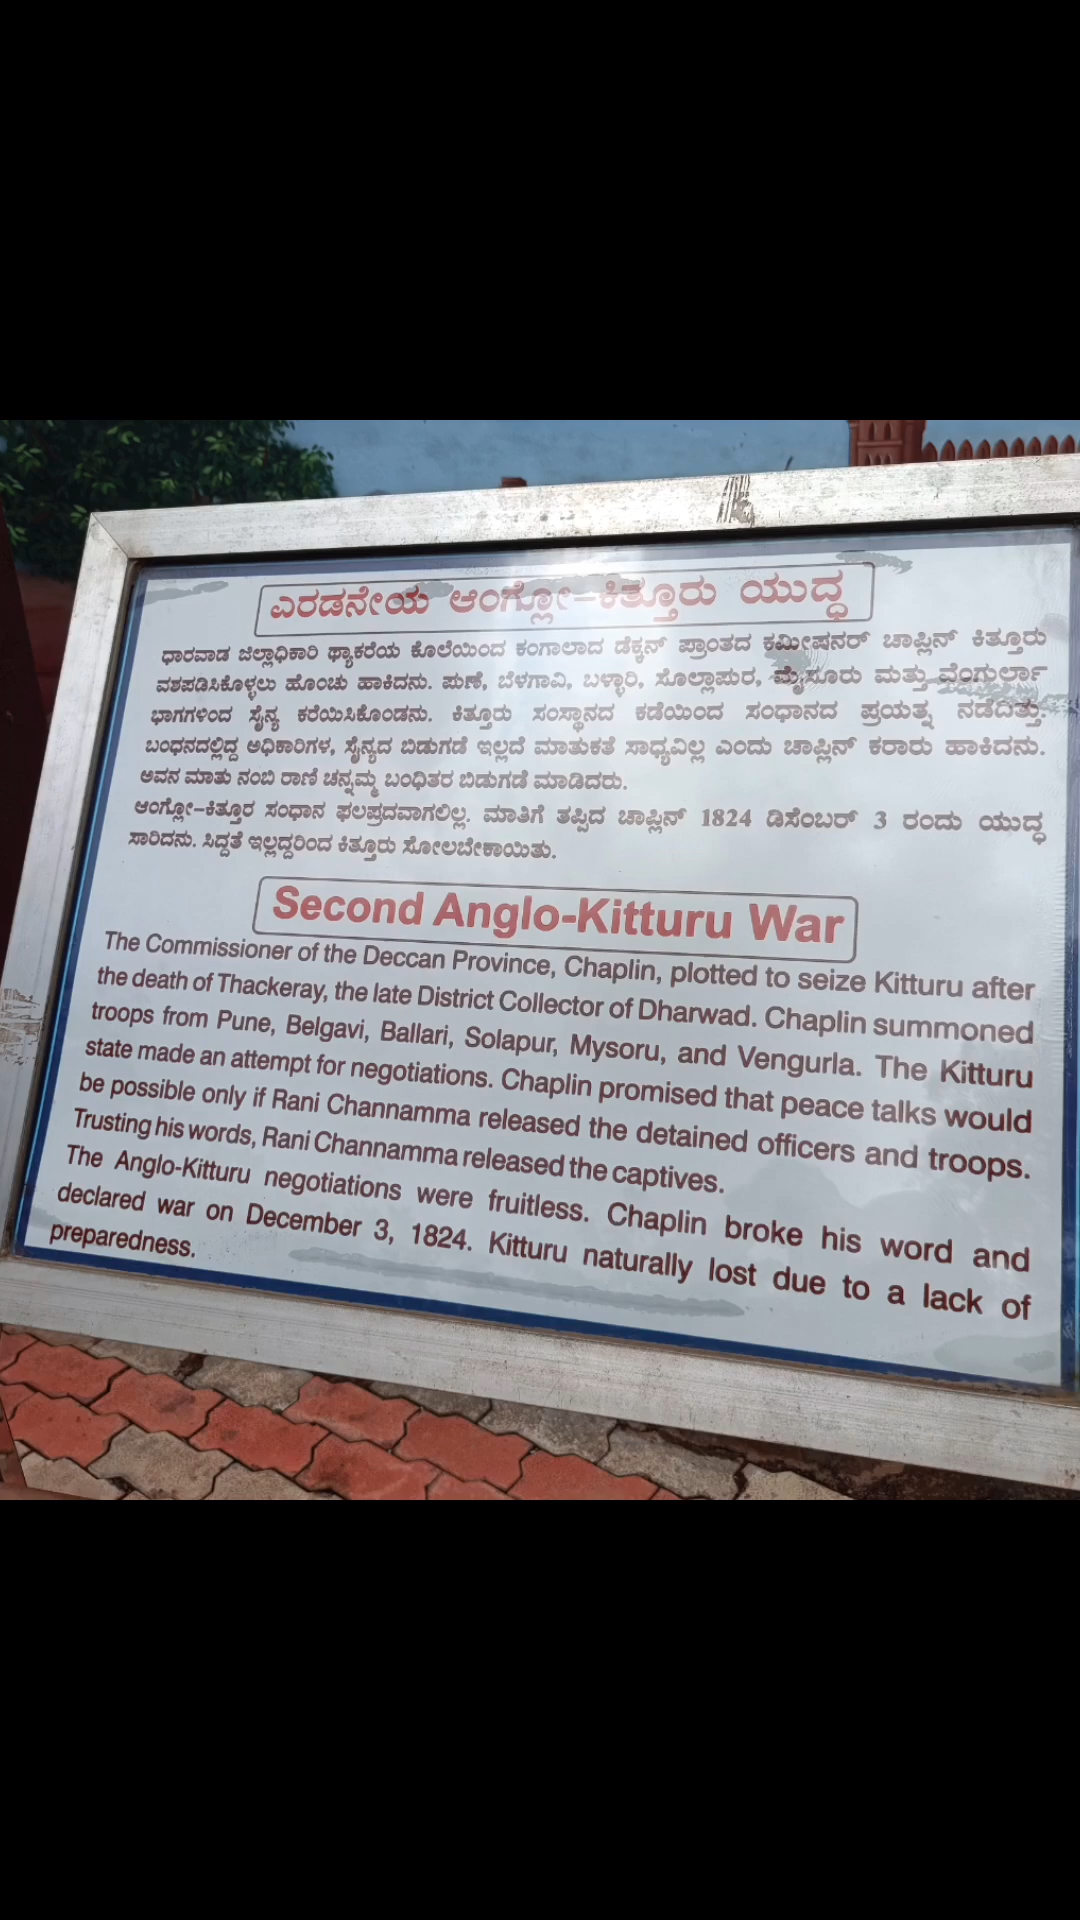 ಎರಡನೇಯ ಆಂಗ್ಲೋ-ಕಿತ್ತೂರು ಯುದ್ಧ
ಧಾರವಾಡ ಜಿಲ್ಲಾಧಿಕಾರಿ ಥ್ಯಾಕರೆಯ ಕೊಲೆಯಿಂದ ಕಂಗಾಲಾದ ಡೆಕ್ಕನ್ ಪ್ರಾಂತದ ಕಮೀಷನರ್ ಚಾಪ್ಲಿನ್ ಕಿತ್ತೂರು
ವಶಪಡಿಸಿಕೊಳ್ಳಲು ಹೊಂಚು ಹಾಕಿದನು. ಪುಣೆ, ಬೆಳಗಾವಿ, ಬಳ್ಳಾರಿ, ಸೊಲ್ಲಾಪುರ, ಮೈಸೂರು ಮತ್ತು ವೆಂಗುರ್ಲಾ
ಭಾಗಗಳಿಂದ ಸೈನ್ಯ ಕರೆಯಿಸಿಕೊಂಡನು. ಕಿತ್ತೂರು ಸಂಸ್ಥಾನದ ಕಡೆಯಿಂದ ಸಂಧಾನದ ಪ್ರಯತ್ನ ನಡೆದಿತ್ತು.
ಬಂಧನದಲ್ಲಿದ್ದ ಅಧಿಕಾರಿಗಳ, ಸೈನ್ಯದ ಬಿಡುಗಡೆ ಇಲ್ಲದೆ ಮಾತುಕತೆ ಸಾಧ್ಯವಿಲ್ಲ ಎಂದು ಚಾಪ್ಲಿನ್ ಕರಾರು ಹಾಕಿದನು.
ಅವನ ಮಾತು ನಂಬಿ ರಾಣಿ ಚನ್ನಮ್ಮ ಬಂಧಿತರ ಬಿಡುಗಡೆ ಮಾಡಿದರು.
ಆಂಗ್ಲೋ-ಕಿತ್ತೂರ ಸಂಧಾನ ಫಲಪ್ರದವಾಗಲಿಲ್ಲ. ಮಾತಿಗೆ ತಪ್ಪಿದ ಚಾಪ್ಲಿನ್ 1824 ಡಿಸೆಂಬರ್ 3 ರಂದು ಯುದ್ಧ
ಸಾರಿದನು. ಸಿದ್ದತೆ ಇಲ್ಲದ್ದರಿಂದ ಕಿತ್ತೂರು ಸೋಲಬೇಕಾಯಿತು.
Second Anglo-Kitturu War
The Commissioner of the Deccan Province, Chaplin, plotted to seize Kitturu after
the death of Thackeray, the late District Collector of Dharwad. Chaplin summoned
troops from Pune, Belgavi, Ballari, Solapur, Mysoru, and Vengurla. The Kitturu
state made an attempt for negotiations. Chaplin promised that peace talks would
be possible only if Rani Channamma released the detained officers and troops.
Trusting his words, Rani Channamma released the captives.
The Anglo-Kitturu negotiations were fruitless. Chaplin broke his word and
declared war on December 3, 1824. Kitturu naturally lost due to a lack of
preparedness.